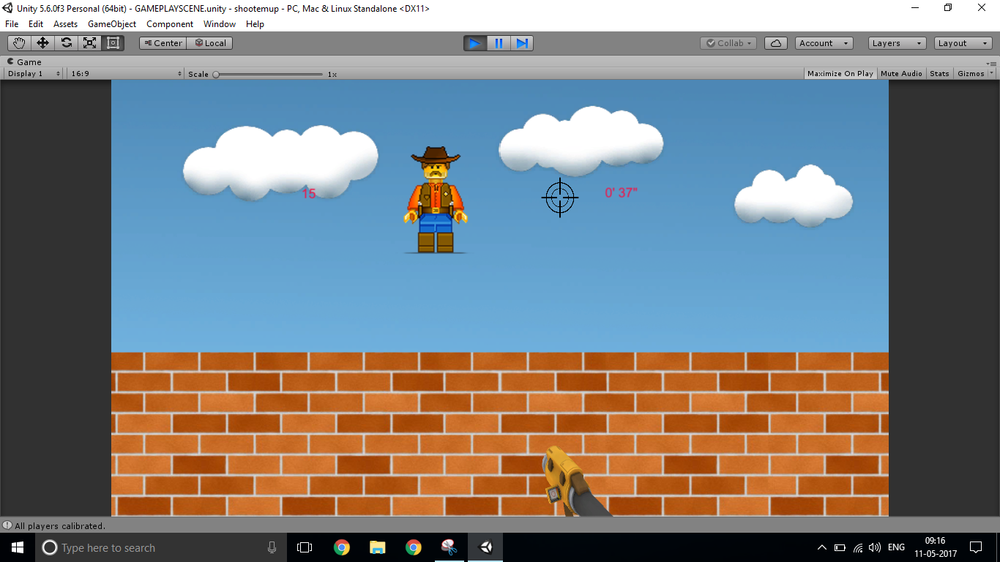 Unity 5.6.0f3 Personal (64bit) - GAMEPLAYSCENE.unity - shootemup - PC, Mac & Linux Standalone <DX11>
File Edit Assets GameObject Component Window Help
Center Local Collab Account Layers Layout
Game
Display 1 16:9 Scale 1x Maximize On Play Mute Audio Stats Gizmos
15 0' 37"
All players calibrated.
Type here to search ENG 09:16
11-05-2017